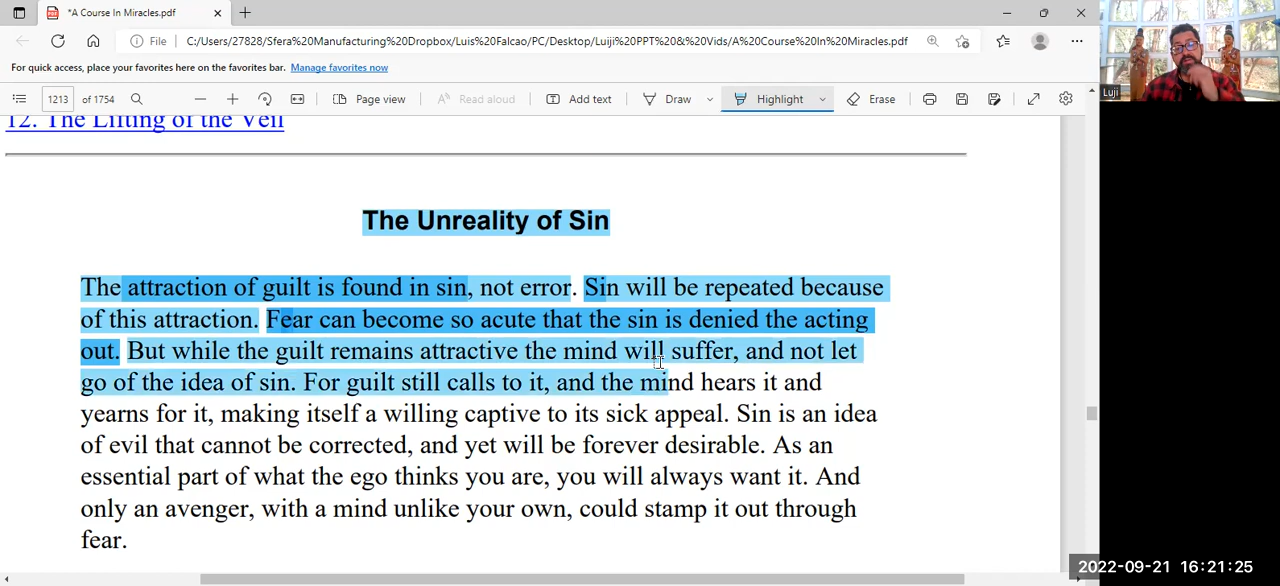 *A Course In Miracles.pdf
File C:/Users/27828/Sfera%20Manufacturing%20Dropbox/Luis%20Falcao/PC/Desktop/Luiji%20PPT%20&%20Vids/A%20Course%20In%20Miracles.pdf
For quick access, place your favorites here on the favorites bar. Manage favorites now
1213 of 1754 Page view Read aloud Add text Draw Highlight Erase
Luji
12. The Lifting of the Veil
The Unreality of Sin
The attraction of guilt is found in sin, not error. Sin will be repeated because
of this attraction. Fear can become so acute that the sin is denied the acting
out. But while the guilt remains attractive the mind will suffer, and not let
go of the idea of sin. For guilt still calls to it, and the mind hears it and
yearns for it, making itself a willing captive to its sick appeal. Sin is an idea
of evil that cannot be corrected, and yet will be forever desirable. As an
essential part of what the ego thinks you are, you will always want it. And
only an avenger, with a mind unlike your own, could stamp it out through
fear.
2022-09-21 16:21:25